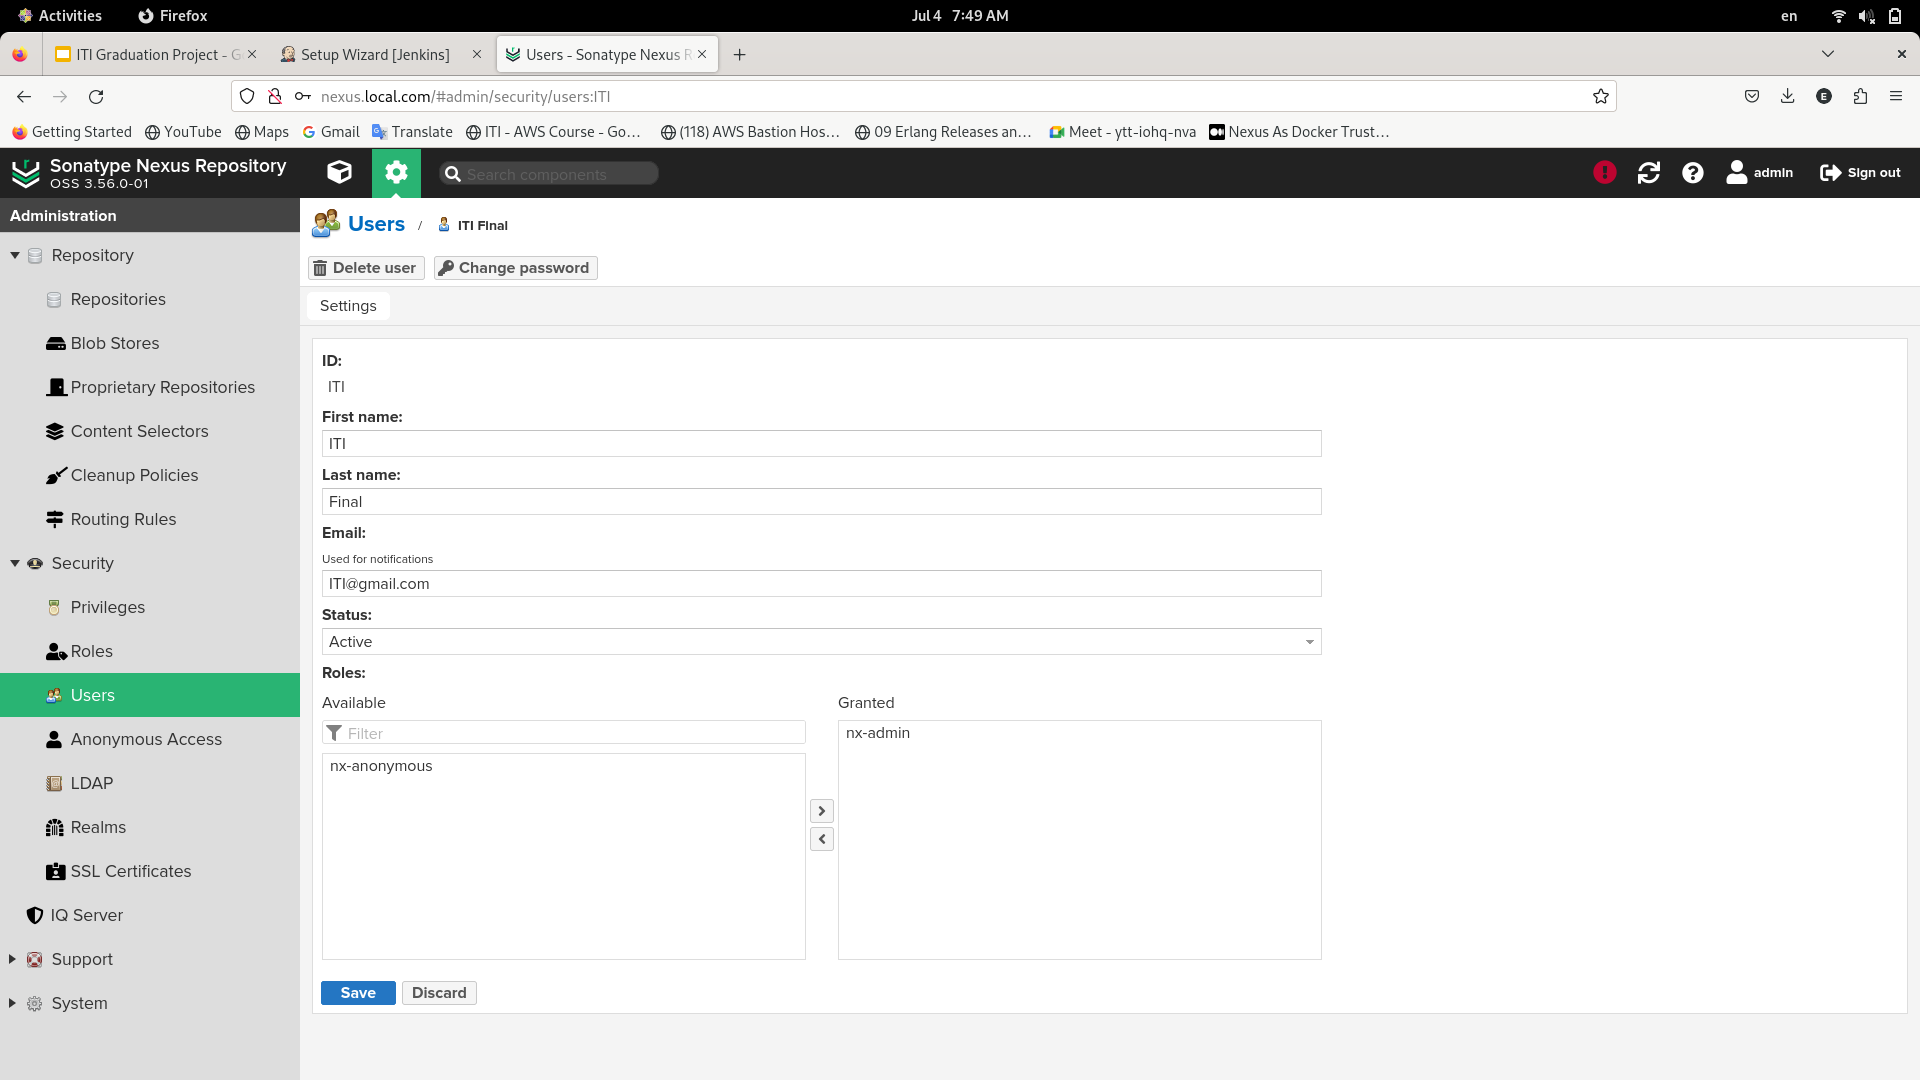 Activities Firefox Jul 4 7:49 AM en
ITI Graduation Project - G Setup Wizard [Jenkins] Users - Sonatype Nexus R
nexus.local.com/#admin/security/users:ITI
Getting Started YouTube Maps Gmail Translate ITI - AWS Course - Go… (118) AWS Bastion Hos… 09 Erlang Releases an… Meet - ytt-iohq-nva Nexus As Docker Trust…
Sonatype Nexus Repository
OSS 3.56.0-01
Search components
admin Sign out
Administration
Repository
Repositories
Blob Stores
Proprietary Repositories
Content Selectors
Cleanup Policies
Routing Rules
Security
Privileges
Roles
Users
Anonymous Access
LDAP
Realms
SSL Certificates
IQ Server
Support
System
Users / ITI Final
Delete user Change password
Settings
ID:
ITI
First name:
ITI
Last name:
Final
Email:
Used for notifications
ITI@gmail.com
Status:
Active
Roles:
Available Granted
Filter nx-admin
nx-anonymous
Save Discard